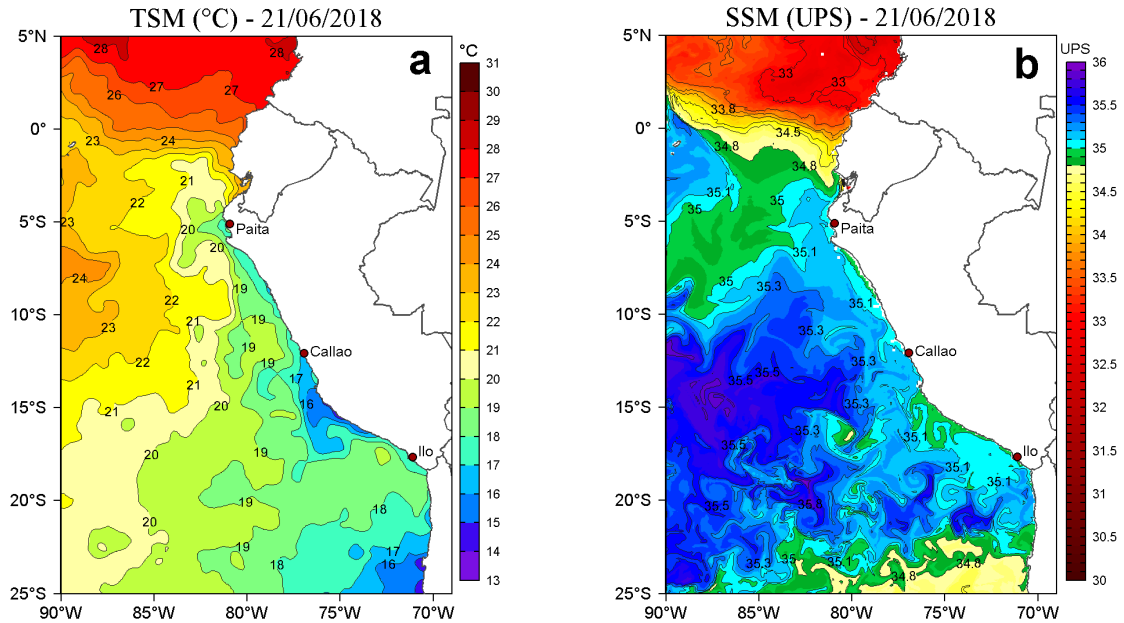 TSM (°C) - 21/06/2018
a
5°N
0°
5°S
10°S
15°S
20°S
25°S
90°W
85°W
80°W
75°W
70°W
28
28
27
27
26
23
24
21
22
23
20
20
24
19
22
21
19
23
19
19
22
21
17
21
20
16
20
19
19
18
20
19
17
18
16
Paita
Callao
Ilo
°C
31
30
29
28
27
26
25
24
23
22
21
20
19
18
17
16
15
14
13
SSM (UPS) - 21/06/2018
b
5°N
0°
5°S
10°S
15°S
20°S
25°S
90°W
85°W
80°W
75°W
70°W
33
33
33.8
34.5
34.8
34.8
35.1
35
35
35.1
35
35.3
35.1
35.3
35.3
35.5
35.5
35.3
35.3
35.1
35.5
35.1
35.1
35.5
35.3
35
35.1
34.8
34.8
Paita
Callao
Ilo
UPS
36
35.5
35
34.5
34
33.5
33
32.5
32
31.5
31
30.5
30